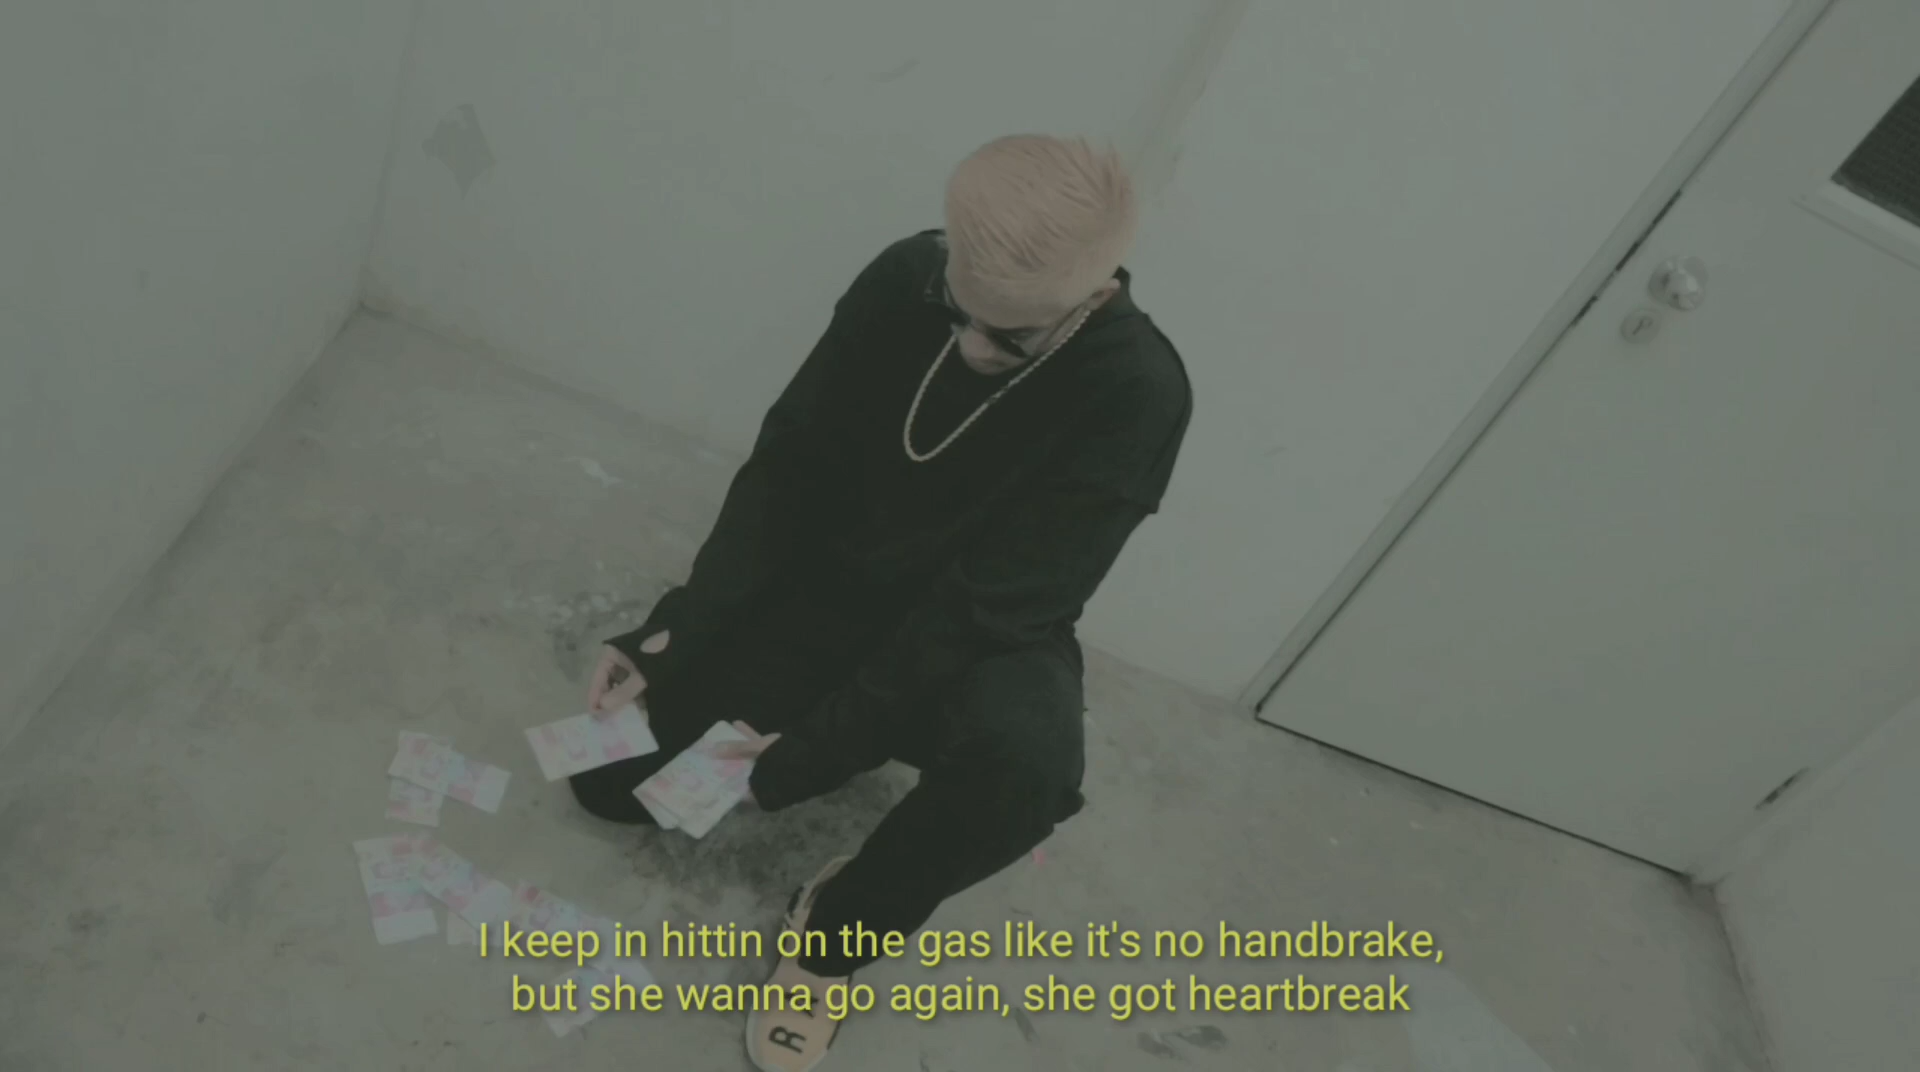 I keep in hittin on the gas like it's no handbrake,
but she wanna go again, she got heartbreak
R